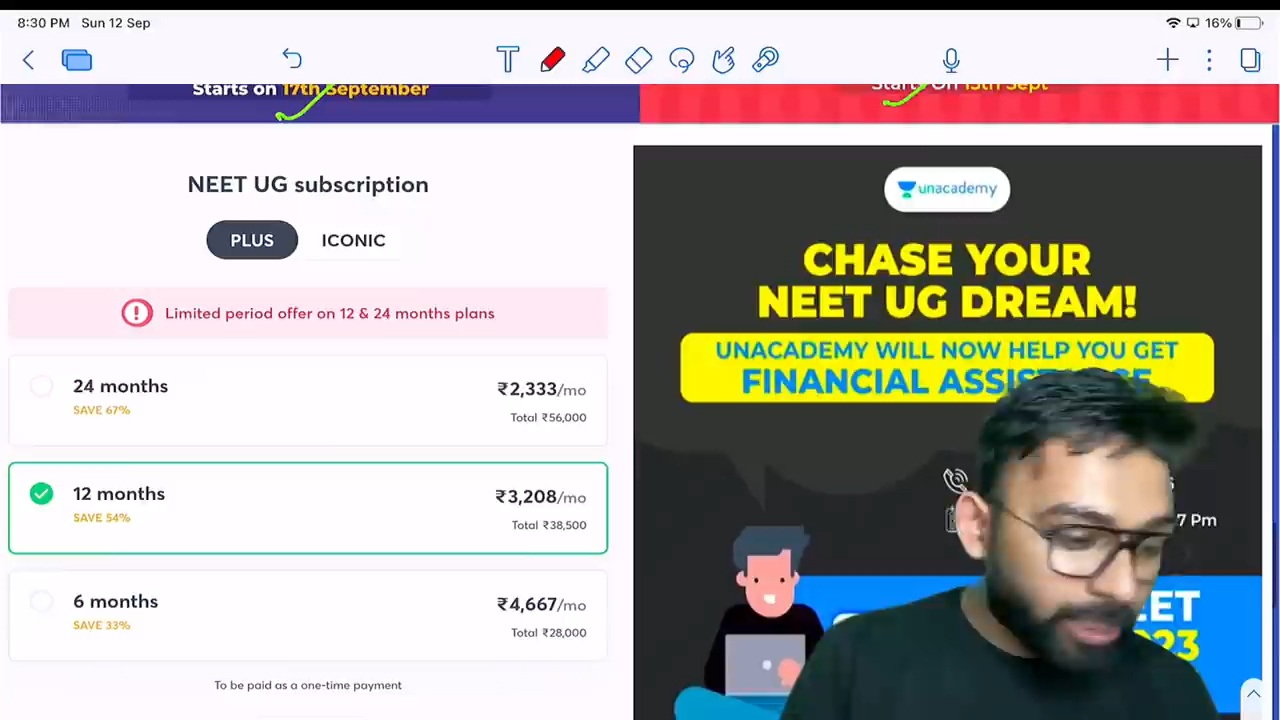 8:30 PM Sun 12 Sep
16%
T
Starts on 17th September
Starts On 15th Sept
NEET UG subscription
PLUS
ICONIC
Limited period offer on 12 & 24 months plans
24 months
SAVE 67%
₹2,333/mo
Total ₹56,000
12 months
SAVE 54%
₹3,208/mo
Total ₹38,500
6 months
SAVE 33%
₹4,667/mo
Total ₹28,000
To be paid as a one-time payment
unacademy
CHASE YOUR
NEET UG DREAM!
UNACADEMY WILL NOW HELP YOU GET
FINANCIAL
7 Pm